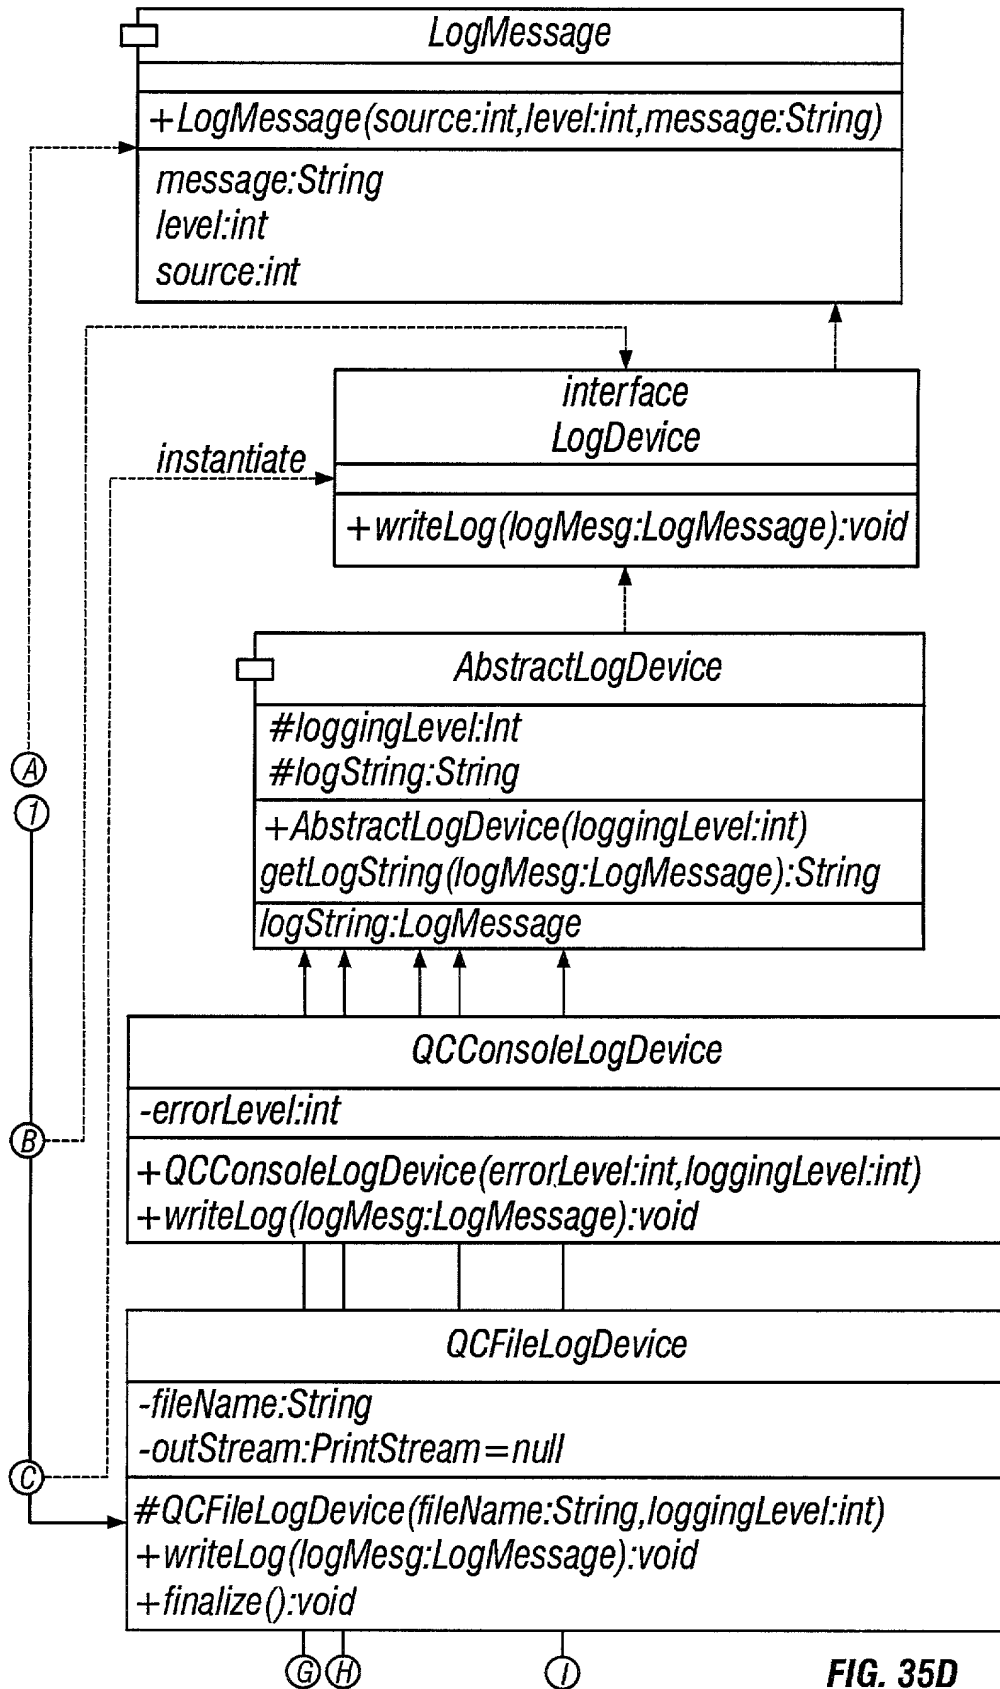 LogMessage
+LogMessage(source:int,level:int,message:String)
message:String
level:int
source:int
interface
LogDevice
instantiate
+writeLog(logMesg:LogMessage):void
AbstractLogDevice
#loggingLevel:Int
#logString:String
A
1
+AbstractLogDevice(loggingLevel:int)
getLogString(logMesg:LogMessage):String
logString:LogMessage
QCConsoleLogDevice
-errorLevel:int
B
+QCConsoleLogDevice(errorLevel:int,loggingLevel:int)
+writeLog(logMesg:LogMessage):void
QCFileLogDevice
-fileName:String
-outStream:PrintStream=null
C
#QCFileLogDevice(fileName:String,loggingLevel:int)
+writeLog(logMesg:LogMessage):void
+finalize():void
G H I
FIG. 35D